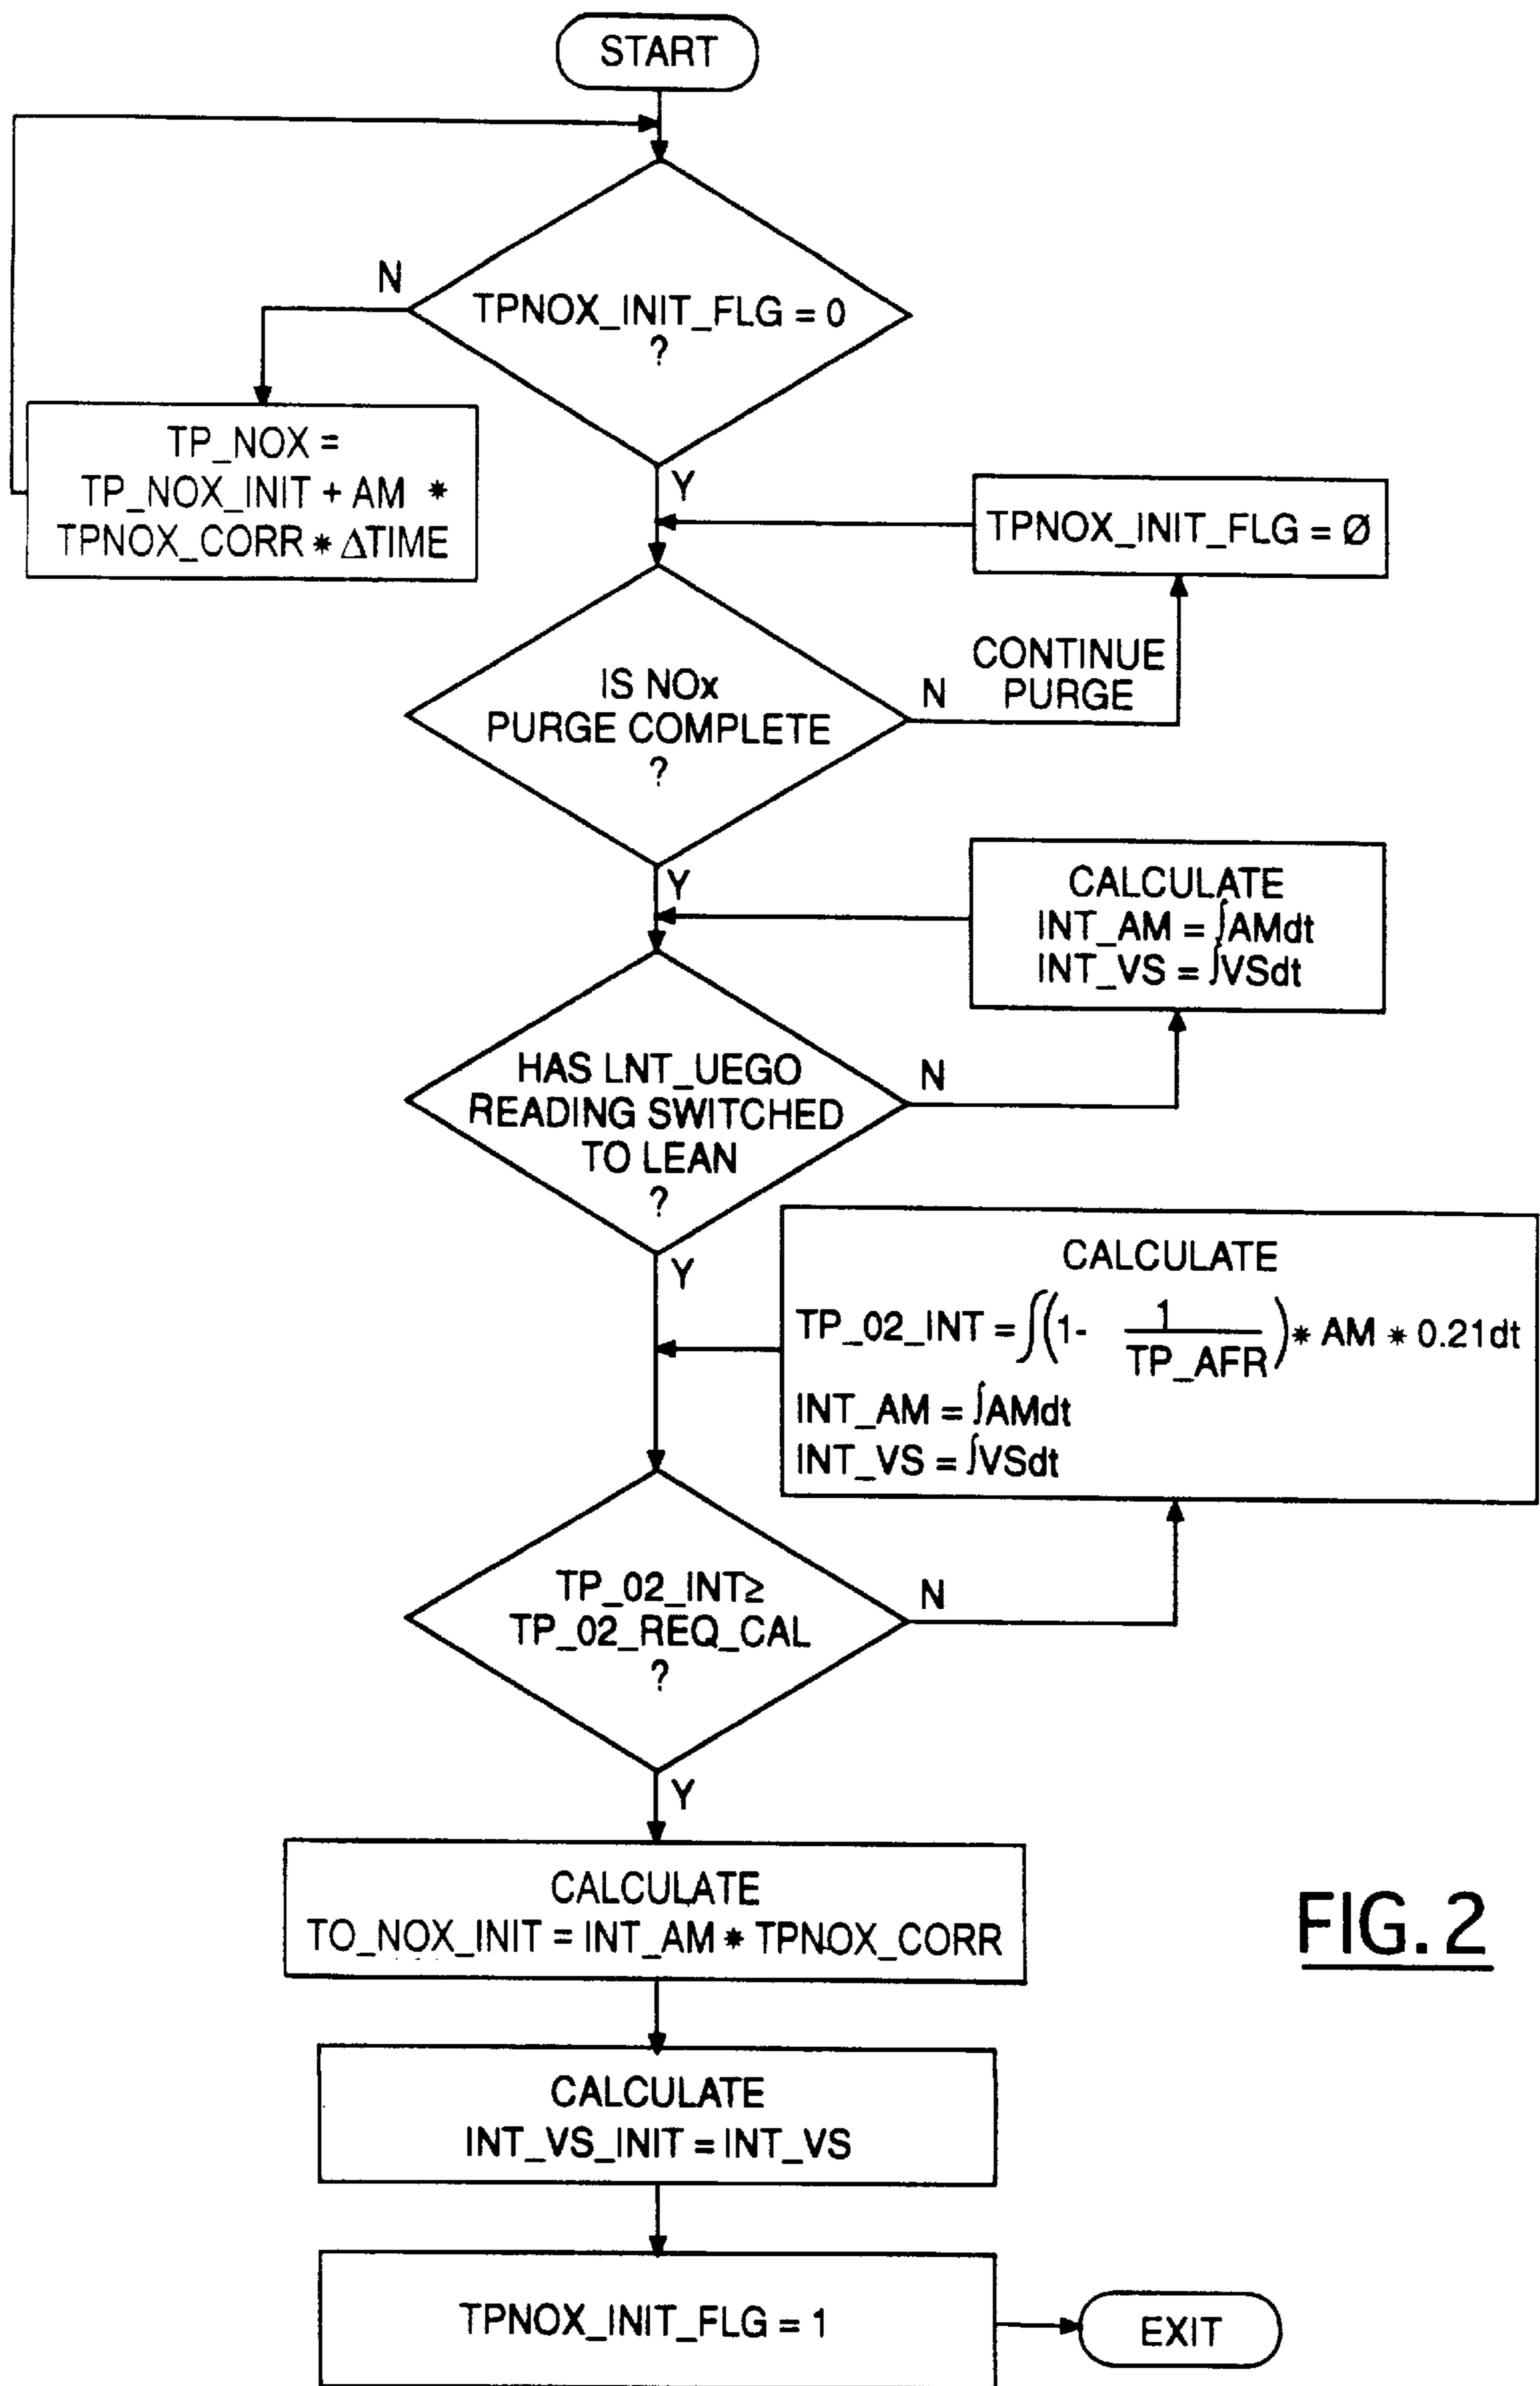 START
N
TPNOX_INIT_FLG = 0
?
TP_NOX =
TP_NOX_INIT + AM *
TPNOX_CORR * ΔTIME
Y
TPNOX_INIT_FLG = Ø
IS NOx
PURGE COMPLETE
?
N
CONTINUE
PURGE
Y
CALCULATE
INT_AM = ∫AMdt
INT_VS = ∫VSdt
HAS LNT_UEGO
READING SWITCHED
TO LEAN
?
N
Y
CALCULATE
TP_02_INT = ∫(1- 1/TP_AFR) * AM * 0.21dt
INT_AM = ∫AMdt
INT_VS = ∫VSdt
TP_02_INT≥
TP_02_REQ_CAL
?
N
Y
CALCULATE
TO_NOX_INIT = INT_AM * TPNOX_CORR
FIG. 2
CALCULATE
INT_VS_INIT = INT_VS
TPNOX_INIT_FLG = 1
EXIT